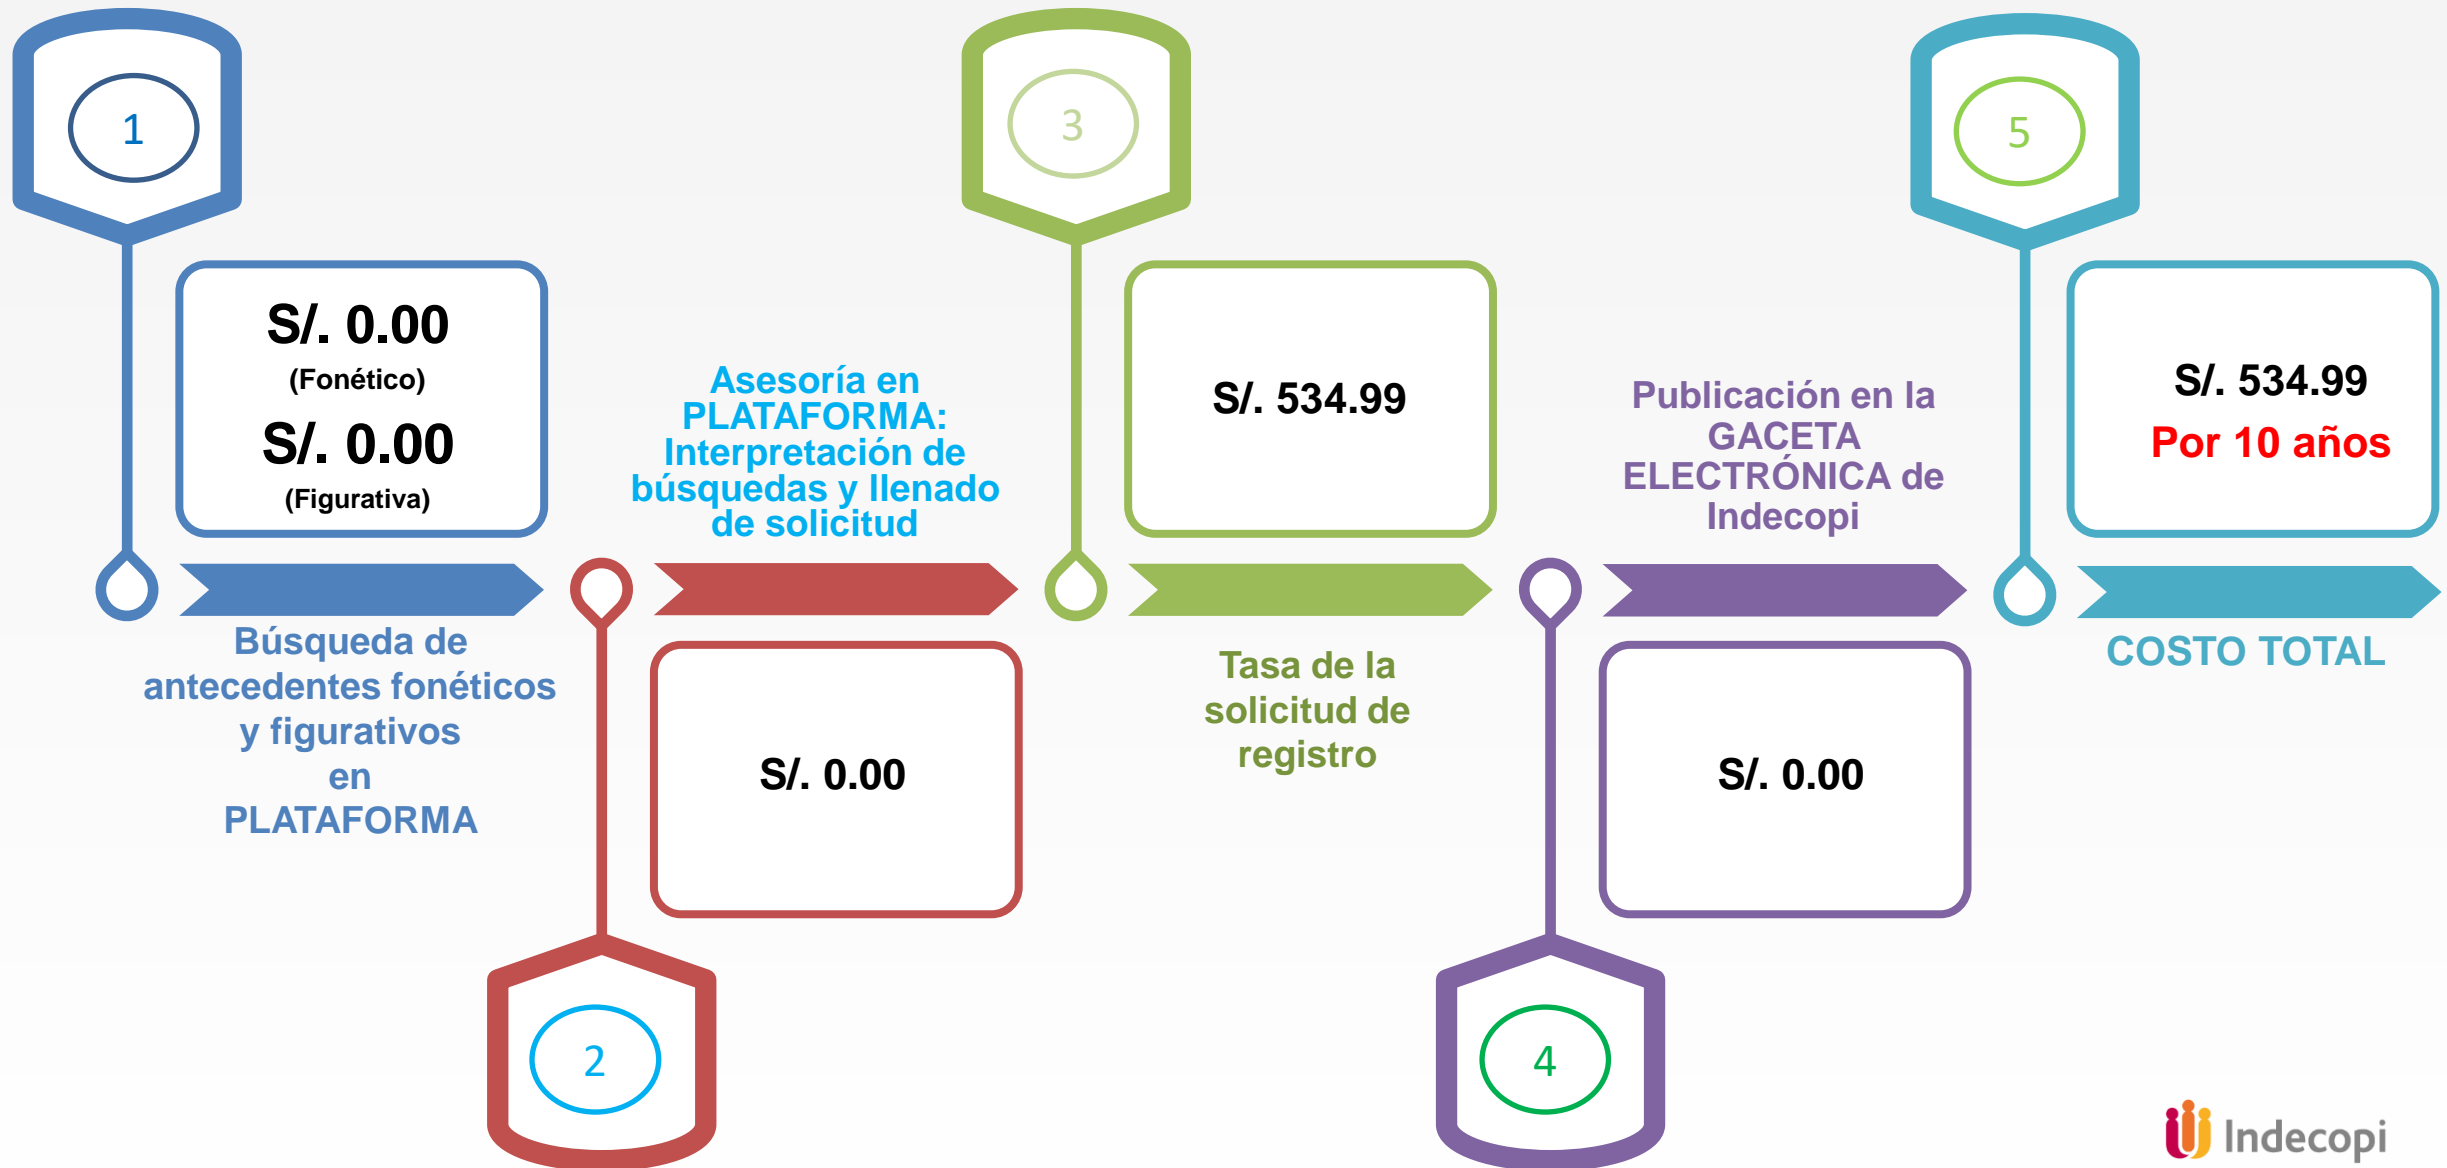 1
S/. 0.00
(Fonético)
S/. 0.00
(Figurativa)
Búsqueda de
antecedentes fonéticos
y figurativos
en
PLATAFORMA
Asesoría en
PLATAFORMA:
Interpretación de
búsquedas y llenado
de solicitud
S/. 0.00
2
3
S/. 534.99
Tasa de la
solicitud de
registro
Publicación en la
GACETA
ELECTRÓNICA de
Indecopi
S/. 0.00
4
5
S/. 534.99
Por 10 años
COSTO TOTAL
Indecopi